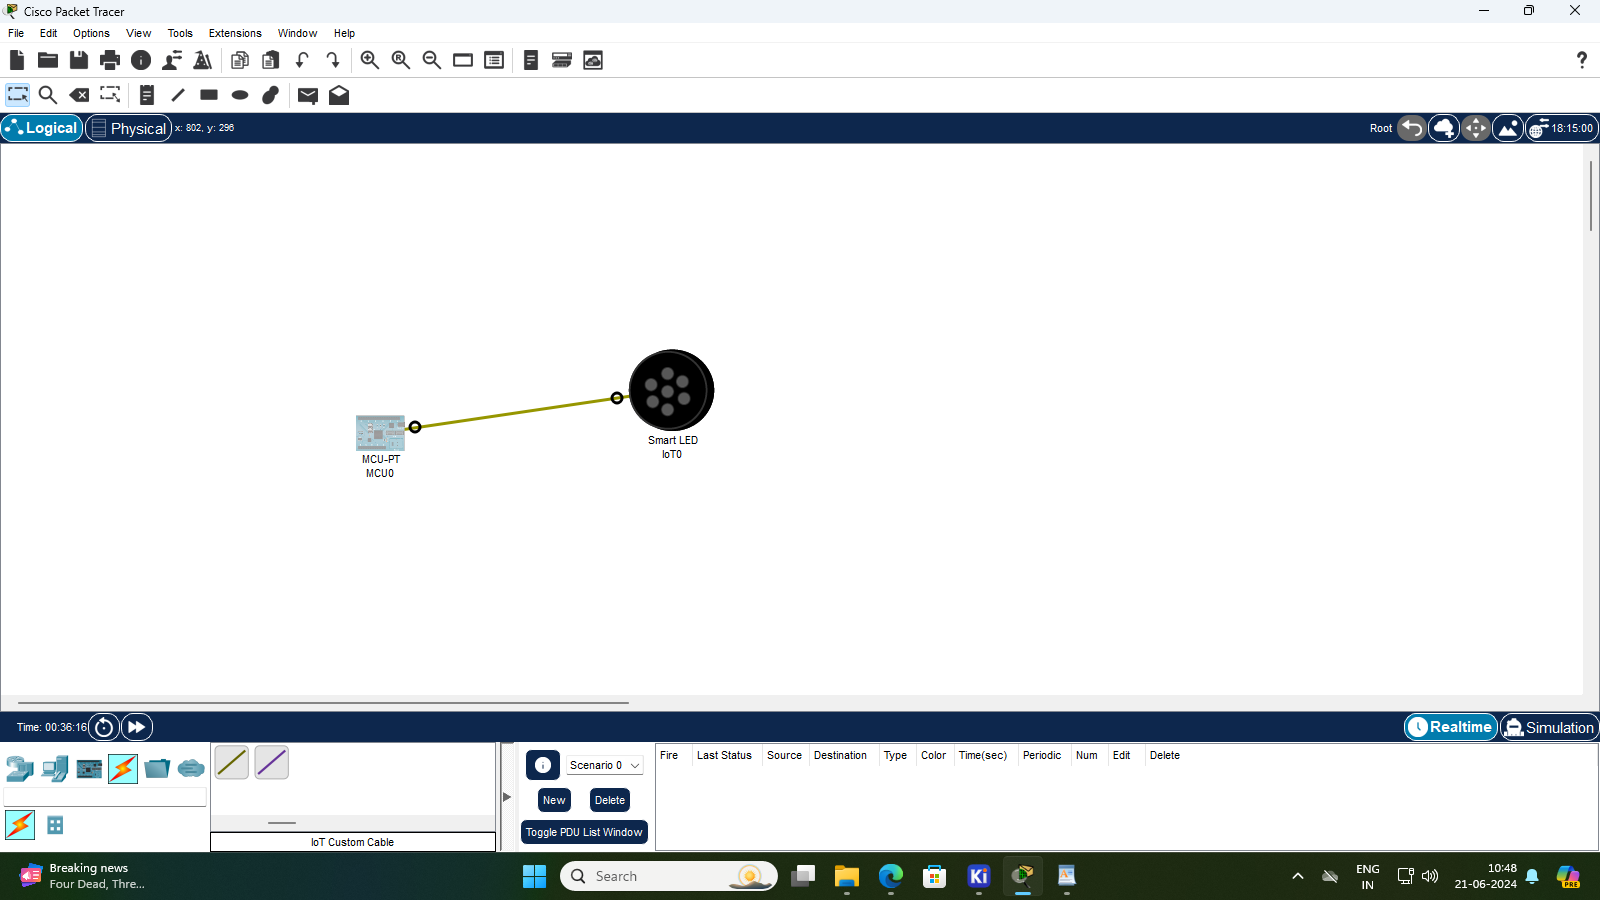 Cisco Packet Tracer
File Edit Options View Tools Extensions Window Help
?
Logical Physical x: 802, y: 296 Root 18:15:00
Smart LED
IoT0
MCU-PT
MCU0
Time: 00:36:16 Realtime Simulation
Scenario 0
New Delete
Toggle PDU List Window
Fire Last Status Source Destination Type Color Time(sec) Periodic Num Edit Delete
IoT Custom Cable
Breaking news
Four Dead, Thre...
Search
Ki
ENG
IN
10:48
21-06-2024
PRE